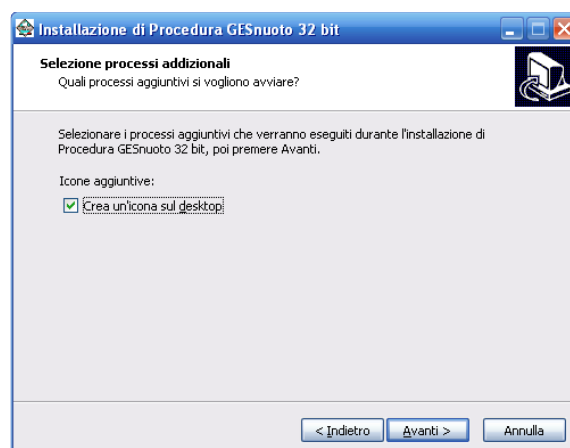 Installazione di Procedura GESnuoto 32 bit
Selezione processi addizionali
Quali processi aggiuntivi si vogliono avviare?
Selezionare i processi aggiuntivi che verranno eseguiti durante l'installazione di
Procedura GESnuoto 32 bit, poi premere Avanti.
Icone aggiuntive:
Crea un'icona sul desktop
< Indietro
Avanti >
Annulla